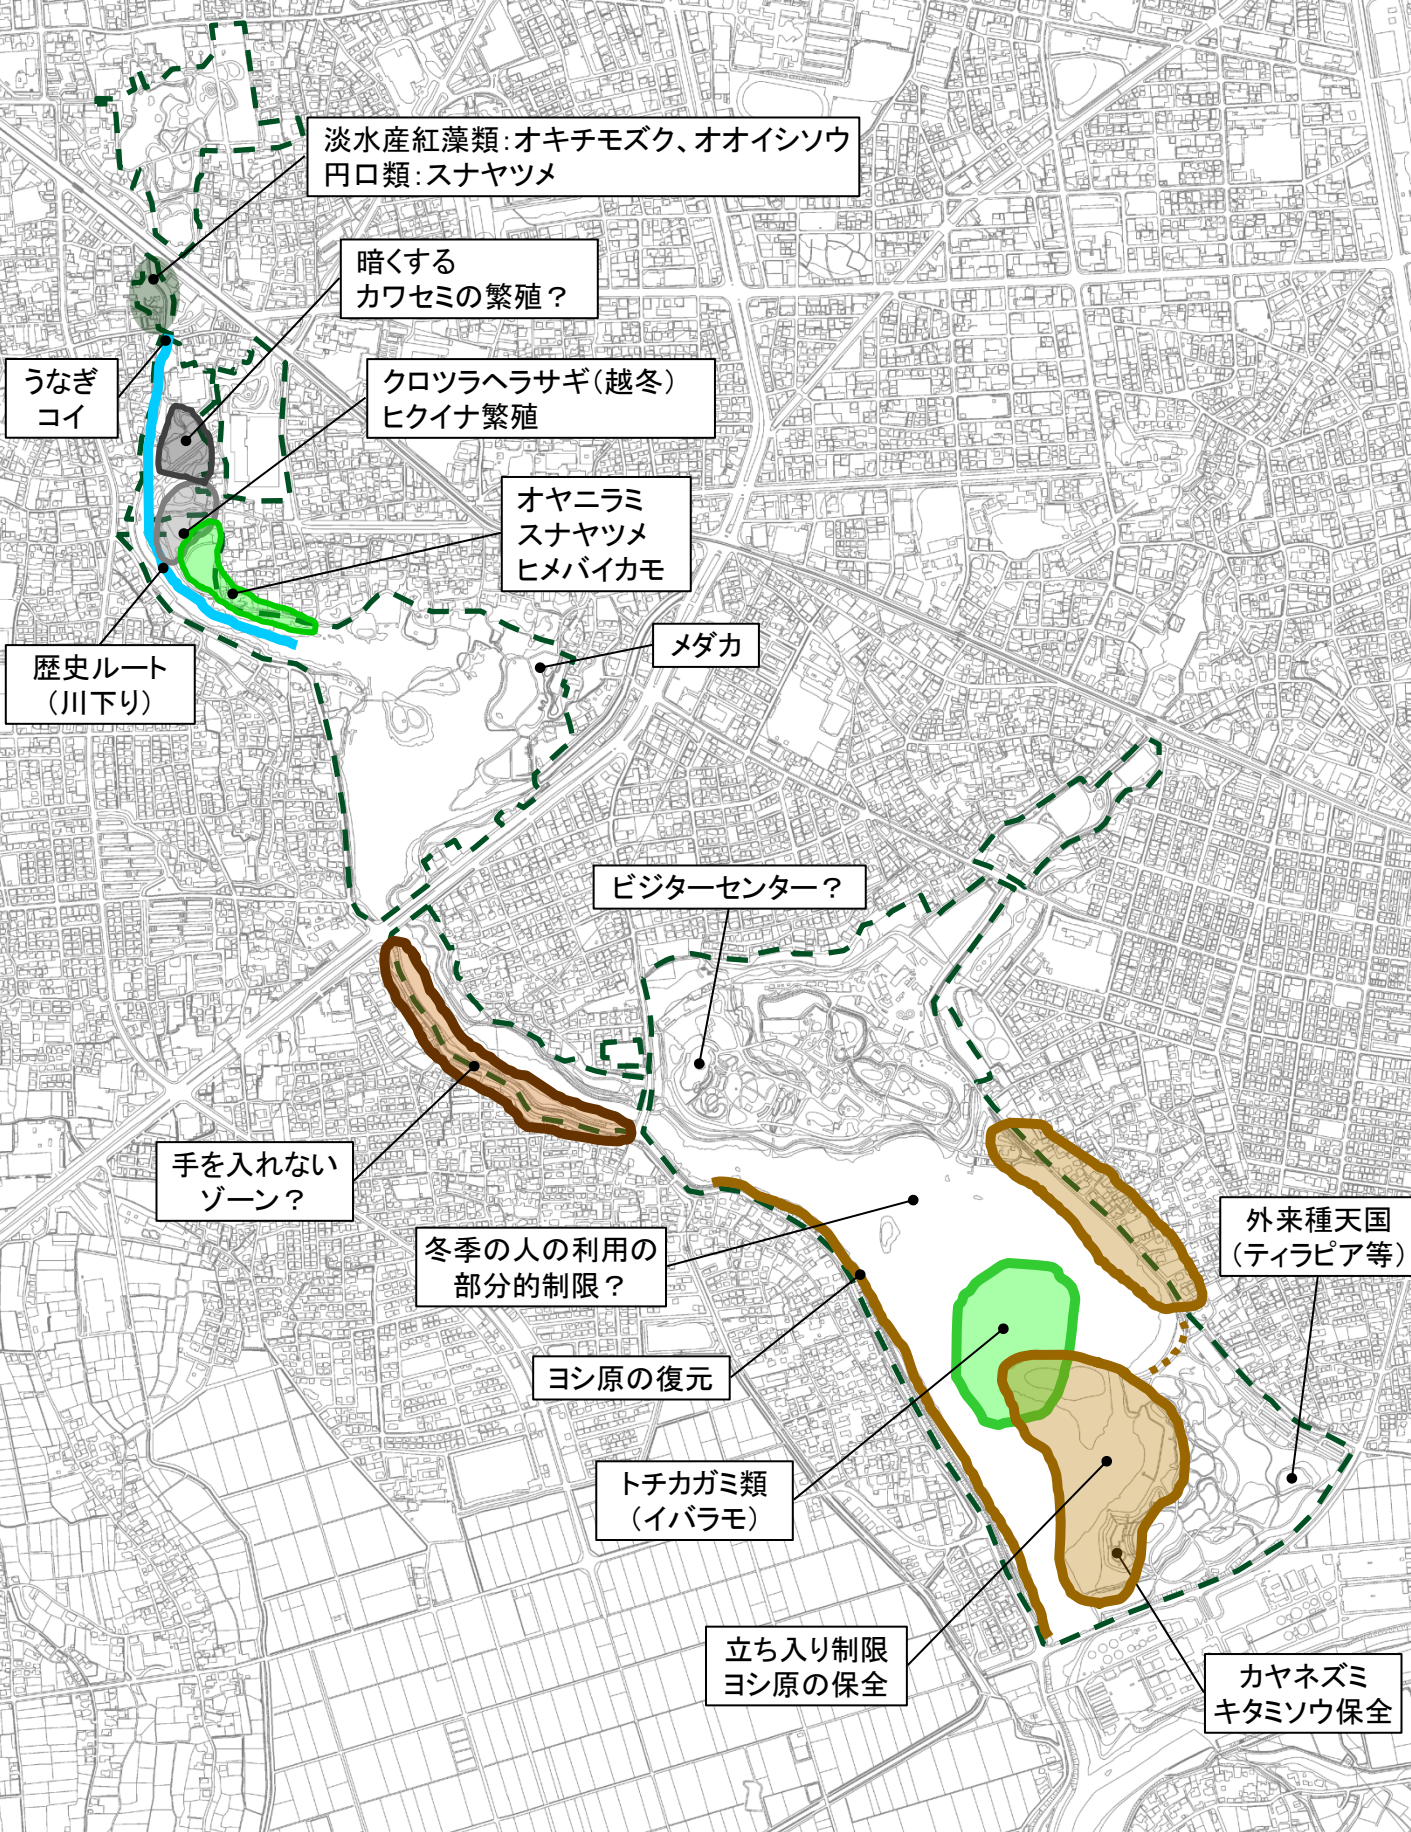 淡水産紅藻類：オキチモズク、オオイシソウ
円口類：スナヤツメ
暗くする
カワセミの繁殖？
うなぎ
コイ
クロツラヘラサギ（越冬）
ヒクイナ繁殖
オヤニラミ
スナヤツメ
ヒメバイカモ
歴史ルート
（川下り）
メダカ
ビジターセンター？
手を入れない
ゾーン？
冬季の人の利用の
部分的制限？
外来種天国
（ティラピア等）
ヨシ原の復元
トチカガミ類
（イバラモ）
立ち入り制限
ヨシ原の保全
カヤネズミ
キタミソウ保全